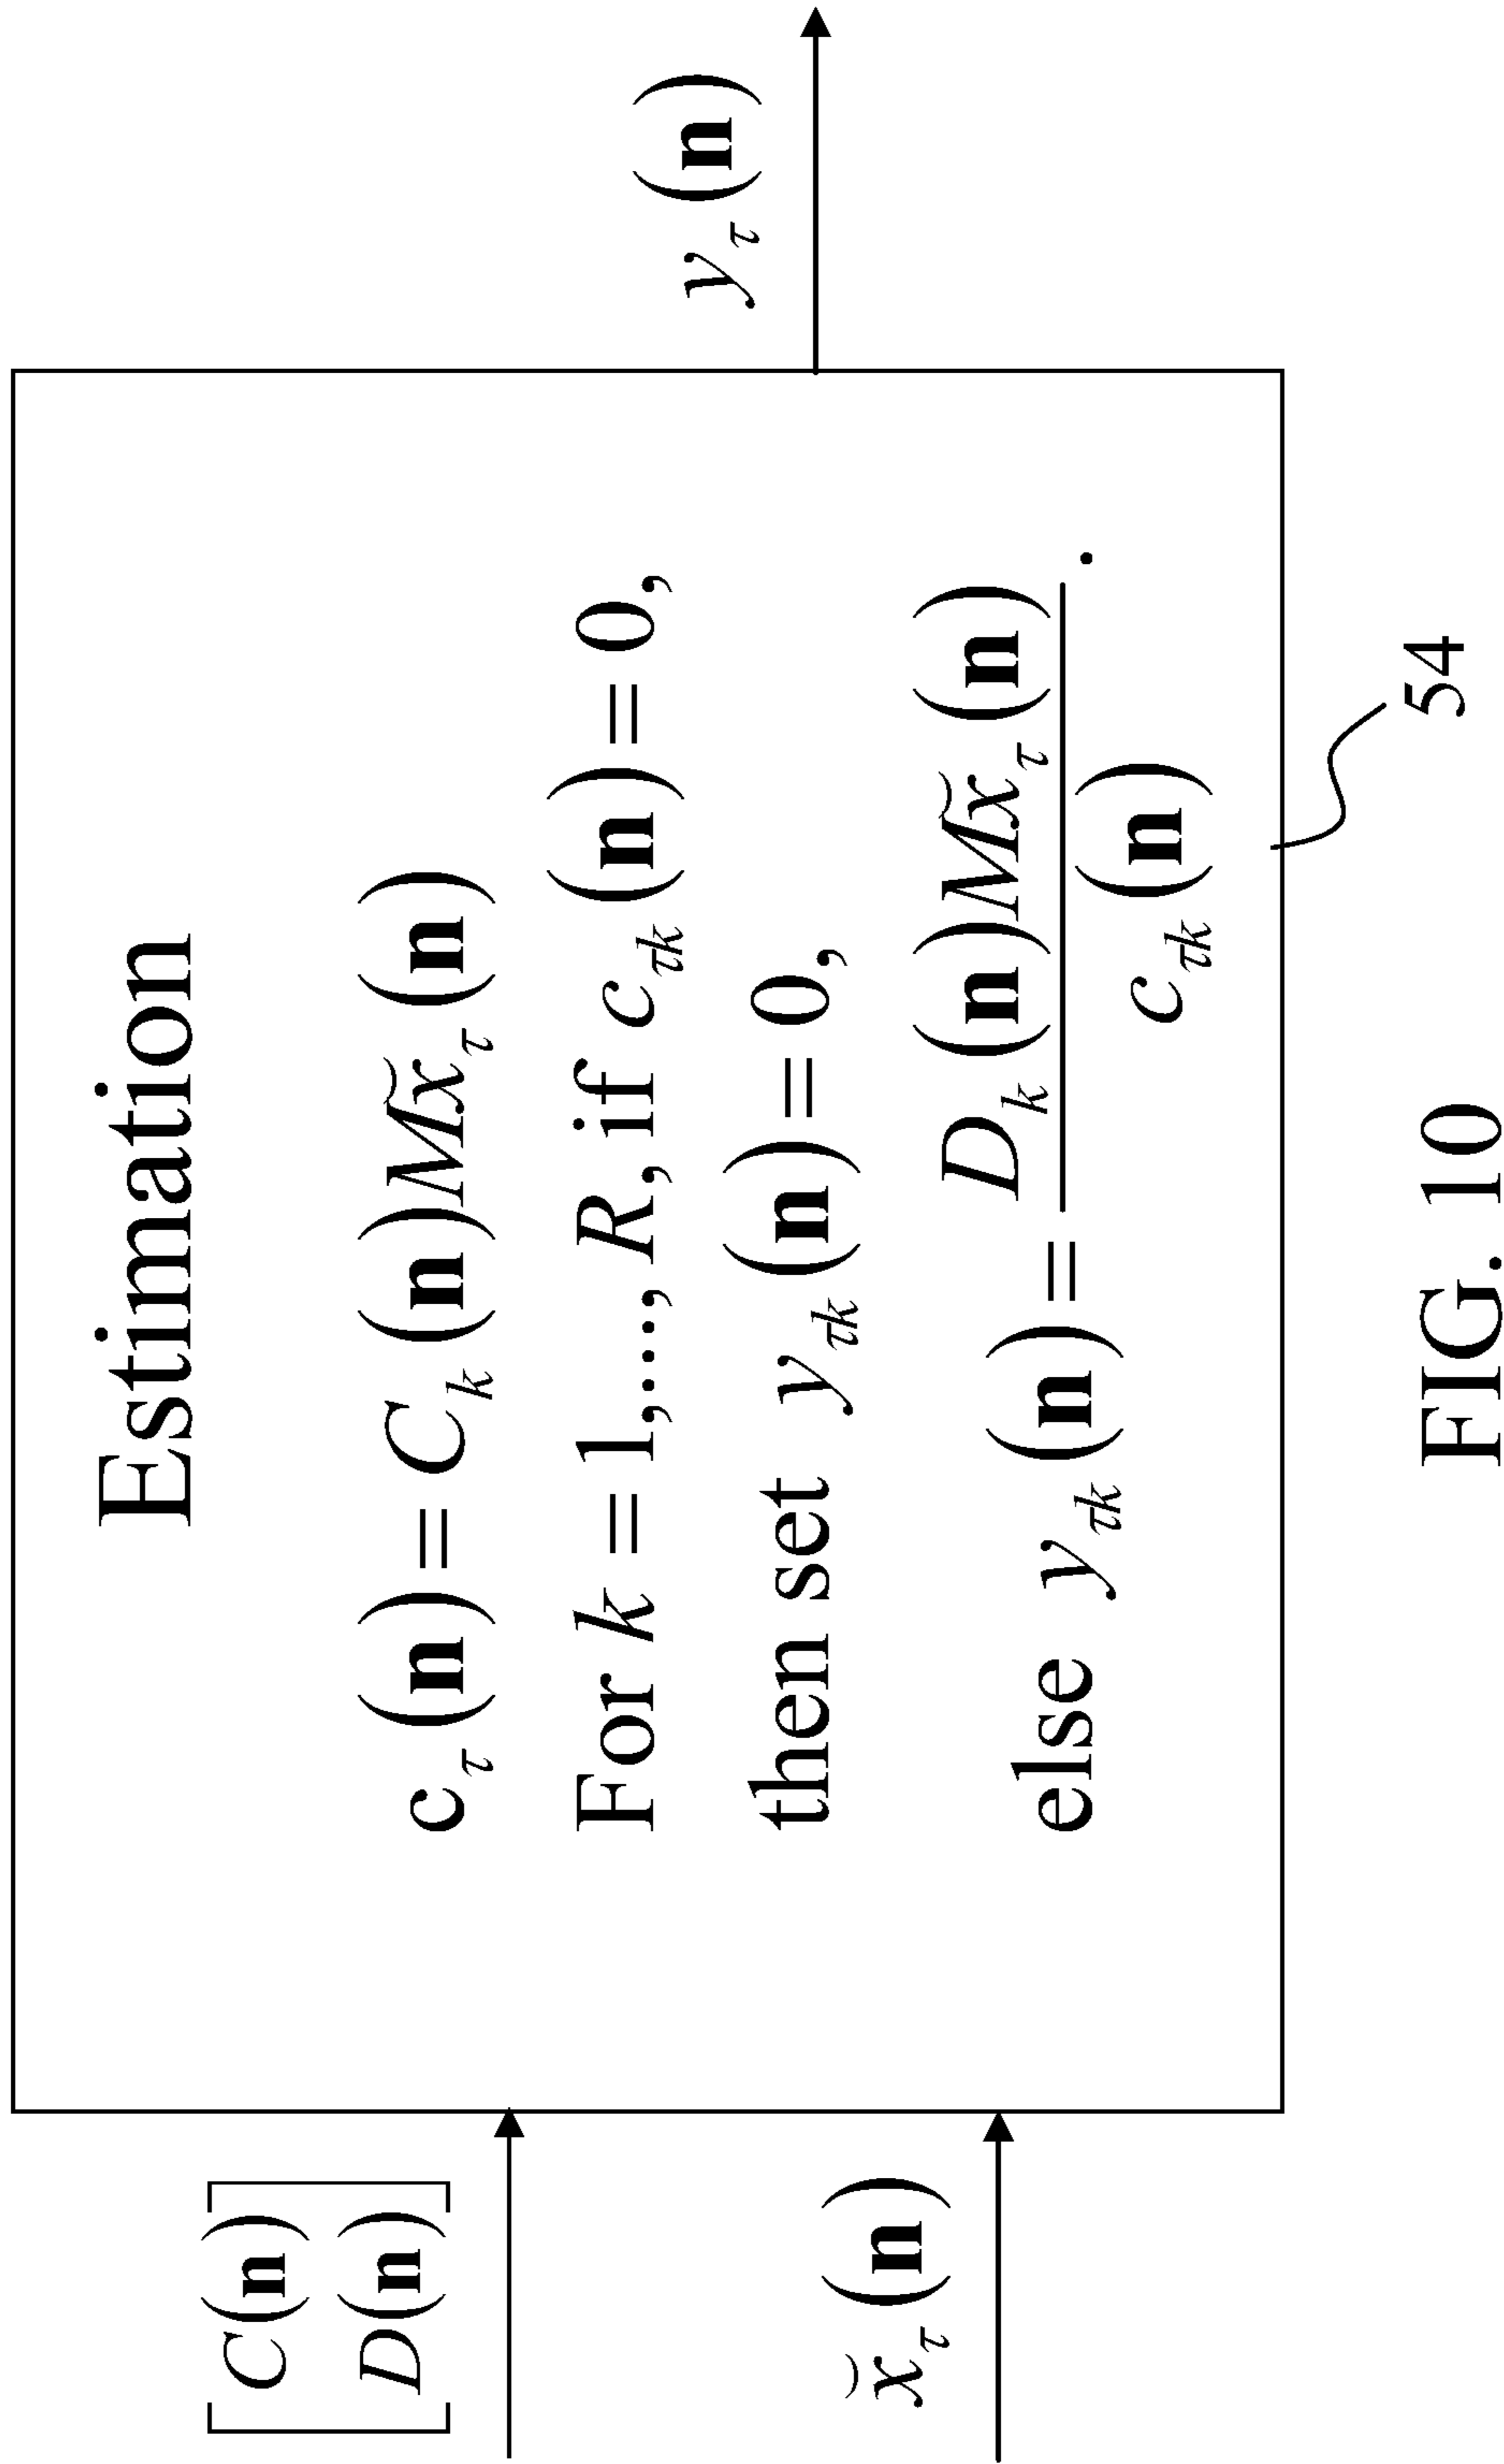 Estimation
[C(n)
D(n)]
x̆_τ(n)
c_τ(n) = C_k(n)Mx̆_τ(n)
For k = 1,..., R, if c_τk(n) = 0,
then set y_τk(n) = 0,
else y_τk(n) = D_k(n)Mx̆_τ(n) / c_τk(n) .
y_τ(n)
54
FIG. 10